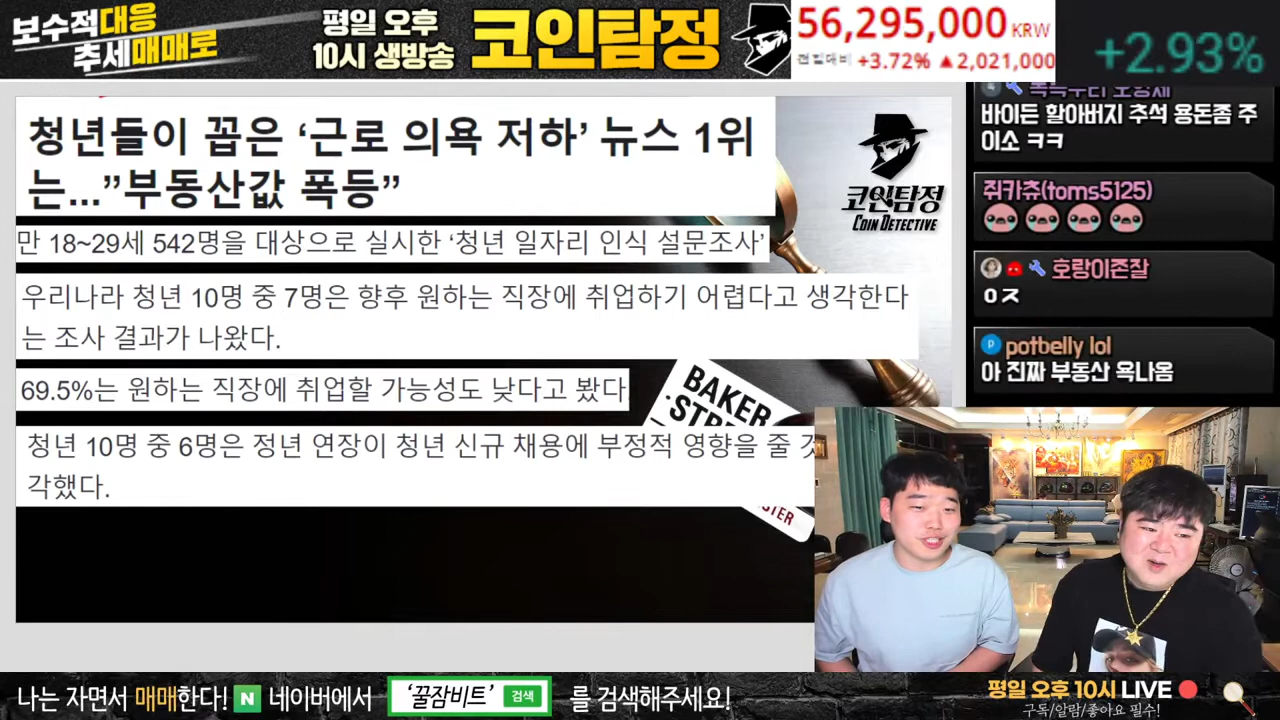 보수적대응
추세매매로
평일 오후
10시 생방송
코인탐정
56,295,000 KRW
전일대비 +3.72% ▲2,021,000
+2.93%
청년들이 꼽은 ‘근로 의욕 저하’ 뉴스 1위
는...”부동산값 폭등”
만 18~29세 542명을 대상으로 실시한 ‘청년 일자리 인식 설문조사’
우리나라 청년 10명 중 7명은 향후 원하는 직장에 취업하기 어렵다고 생각한다
는 조사 결과가 나왔다.
69.5%는 원하는 직장에 취업할 가능성도 낮다고 봤다
청년 10명 중 6명은 정년 연장이 청년 신규 채용에 부정적 영향을 줄
각했다.
코인탐정
COIN DETECTIVE
BAKER
바이든 할아버지 추석 용돈좀 주
이소 ㅋㅋ
쥐카츄(toms5125)
호랑이존잘
ㅇㅈ
P potbelly lol
아 진짜 부동산 욕나옴
나는 자면서 매매한다! N 네이버에서 ‘꿀잠비트’ 검색 를 검색해주세요!
평일 오후 10시 LIVE
구독/알람/좋아요 필수!